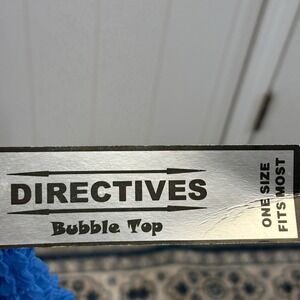 DIRECTIVES
Bubble Top
ONE SIZE
FITS MOST